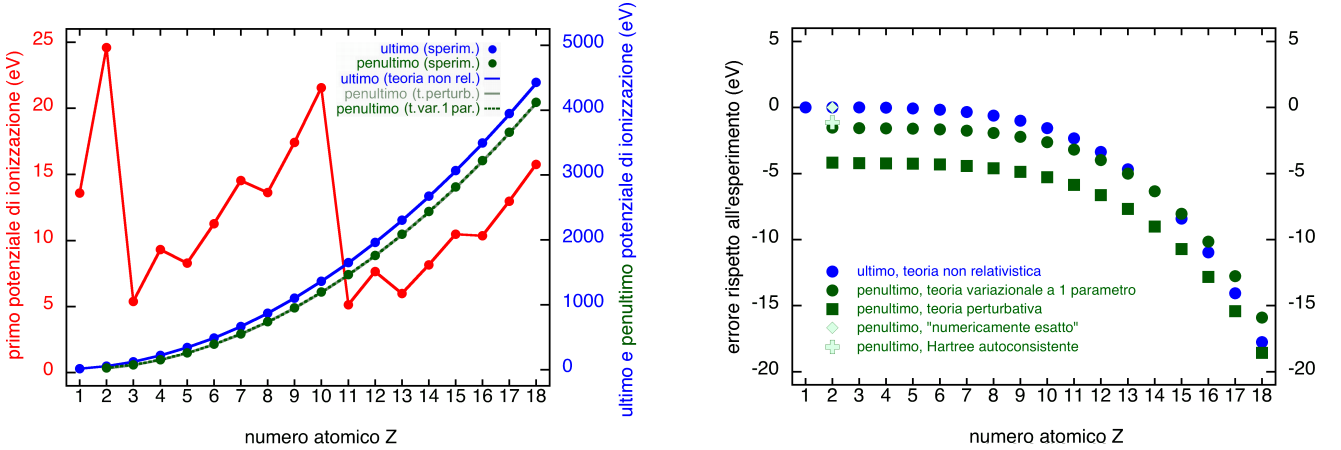 primo potenziale di ionizzazione (eV)
25
20
15
10
5
0
ultimo (sperim.)
penultimo (sperim.)
ultimo (teoria non rel.)
penultimo (t.perturb.)
penultimo (t.var.1 par.)
5000
4000
3000
2000
1000
0
ultimo e penultimo potenziale di ionizzazione (eV)
1 2 3 4 5 6 7 8 9 10 11 12 13 14 15 16 17 18
numero atomico Z
errore rispetto all'esperimento (eV)
5
0
-5
-10
-15
-20
ultimo, teoria non relativistica
penultimo, teoria variazionale a 1 parametro
penultimo, teoria perturbativa
penultimo, "numericamente esatto"
penultimo, Hartree autoconsistente
5
0
-5
-10
-15
-20
1 2 3 4 5 6 7 8 9 10 11 12 13 14 15 16 17 18
numero atomico Z